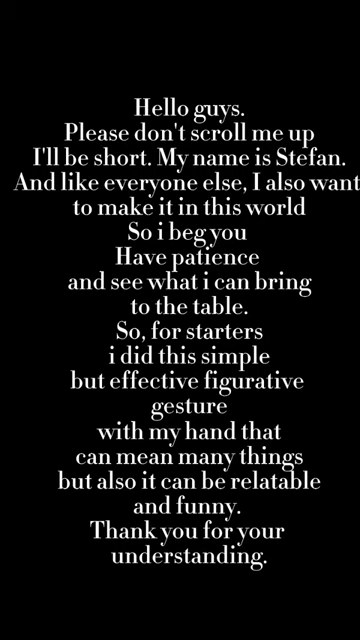 Hello guys.
Please don't scroll me up
I'll be short. My name is Stefan.
And like everyone else, I also want
to make it in this world
So i beg you
Have patience
and see what i can bring
to the table.
So, for starters
i did this simple
but effective figurative
gesture
with my hand that
can mean many things
but also it can be relatable
and funny.
Thank you for your
understanding.